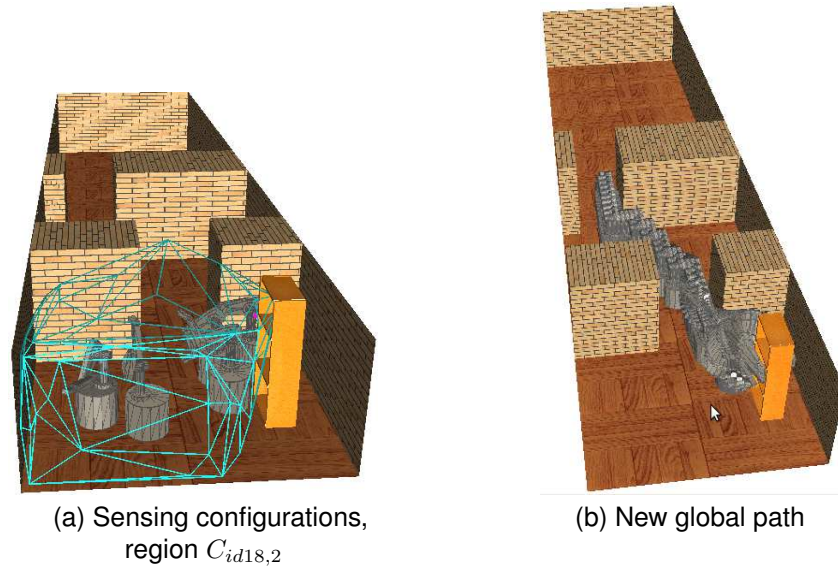 (a) Sensing configurations,
region $C_{id18,2}$
(b) New global path